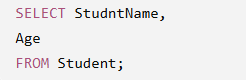 SELECT StudntName,
Age
FROM Student;